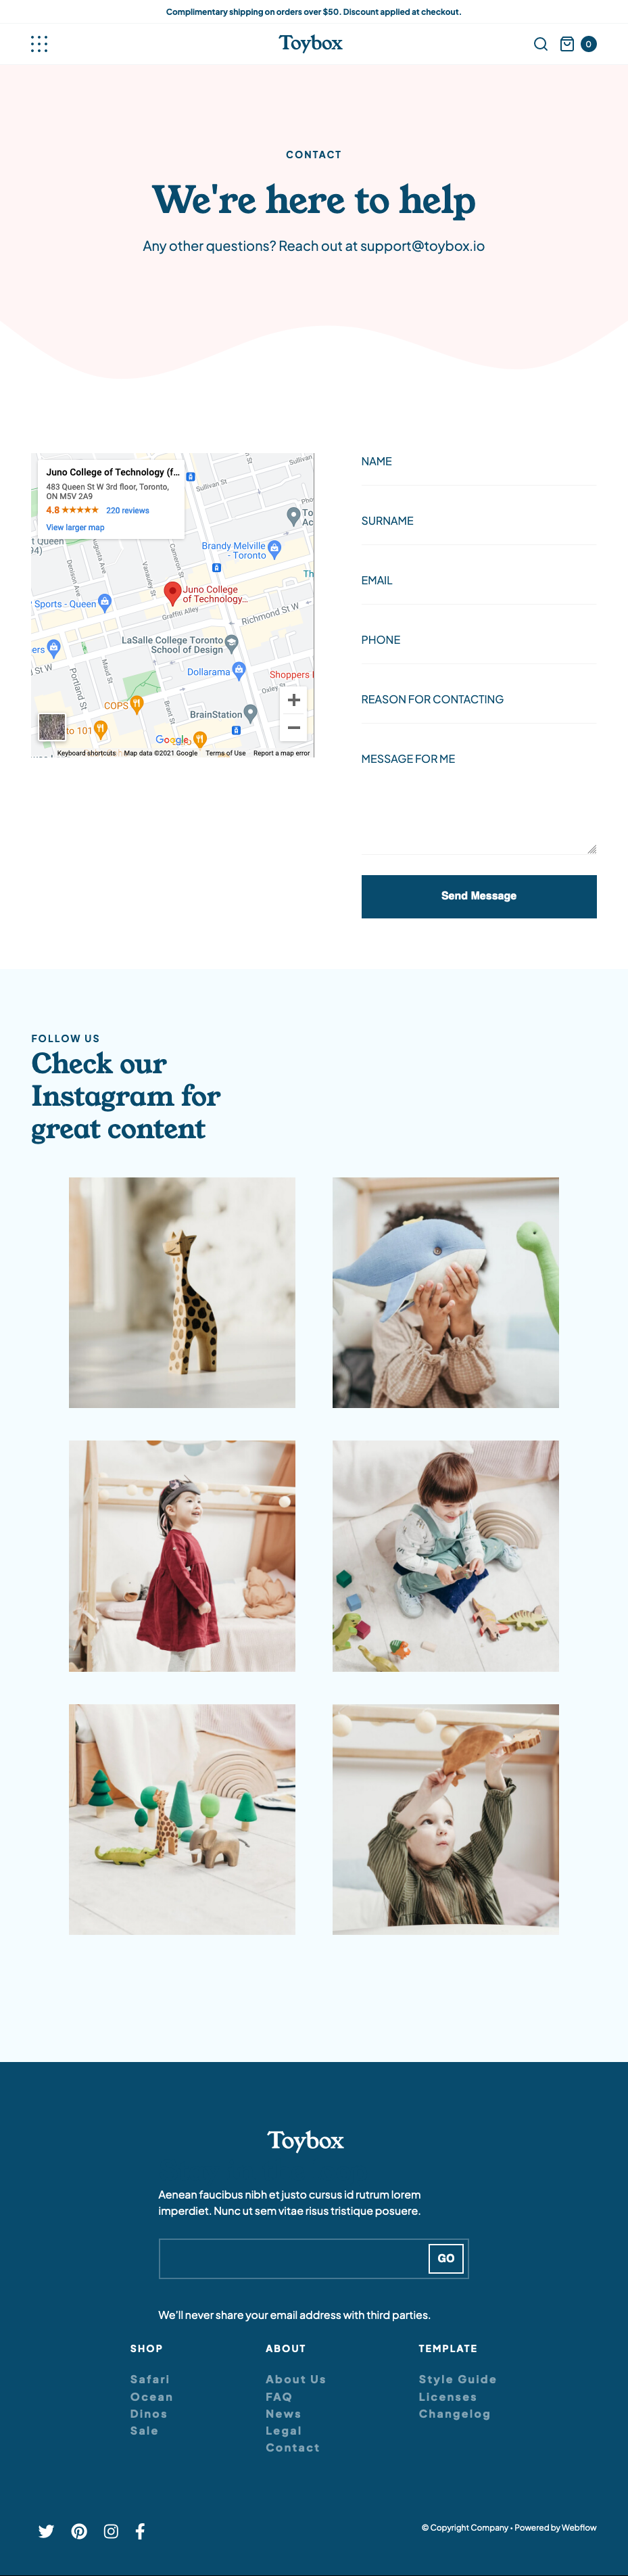 Complimentary shipping on orders over $50. Discount applied at checkout.
Toybox
0
CONTACT
We're here to help
Any other questions? Reach out at support@toybox.io
Juno College of Technology (f...
483 Queen St W 3rd floor, Toronto,
ON M5V 2A9
4.8 ★★★★★ 220 reviews
View larger map
Sullivan St
Sullivan St
Augusta Ave
Cameron St
Brandy Melville
- Toronto
Denison Ave
Vanauley St
Th
Sports - Queen
Juno College
of Technology...
Graffiti Alley
Richmond St W
LaSalle College Toronto
School of Design
ers
Dollarama
Shoppers
Portland St
Oxley St
COPS
Brant St
BrainStation
to 101
Google
Keyboard shortcuts Map data ©2021 Google Terms of Use Report a map error
NAME
SURNAME
EMAIL
PHONE
REASON FOR CONTACTING
MESSAGE FOR ME
Send Message
FOLLOW US
Check our
Instagram for
great content
Toybox
Aenean faucibus nibh et justo cursus id rutrum lorem
imperdiet. Nunc ut sem vitae risus tristique posuere.
GO
We'll never share your email address with third parties.
SHOP
Safari
Ocean
Dinos
Sale
ABOUT
About Us
FAQ
News
Legal
Contact
TEMPLATE
Style Guide
Licenses
Changelog
© Copyright Company • Powered by Webflow